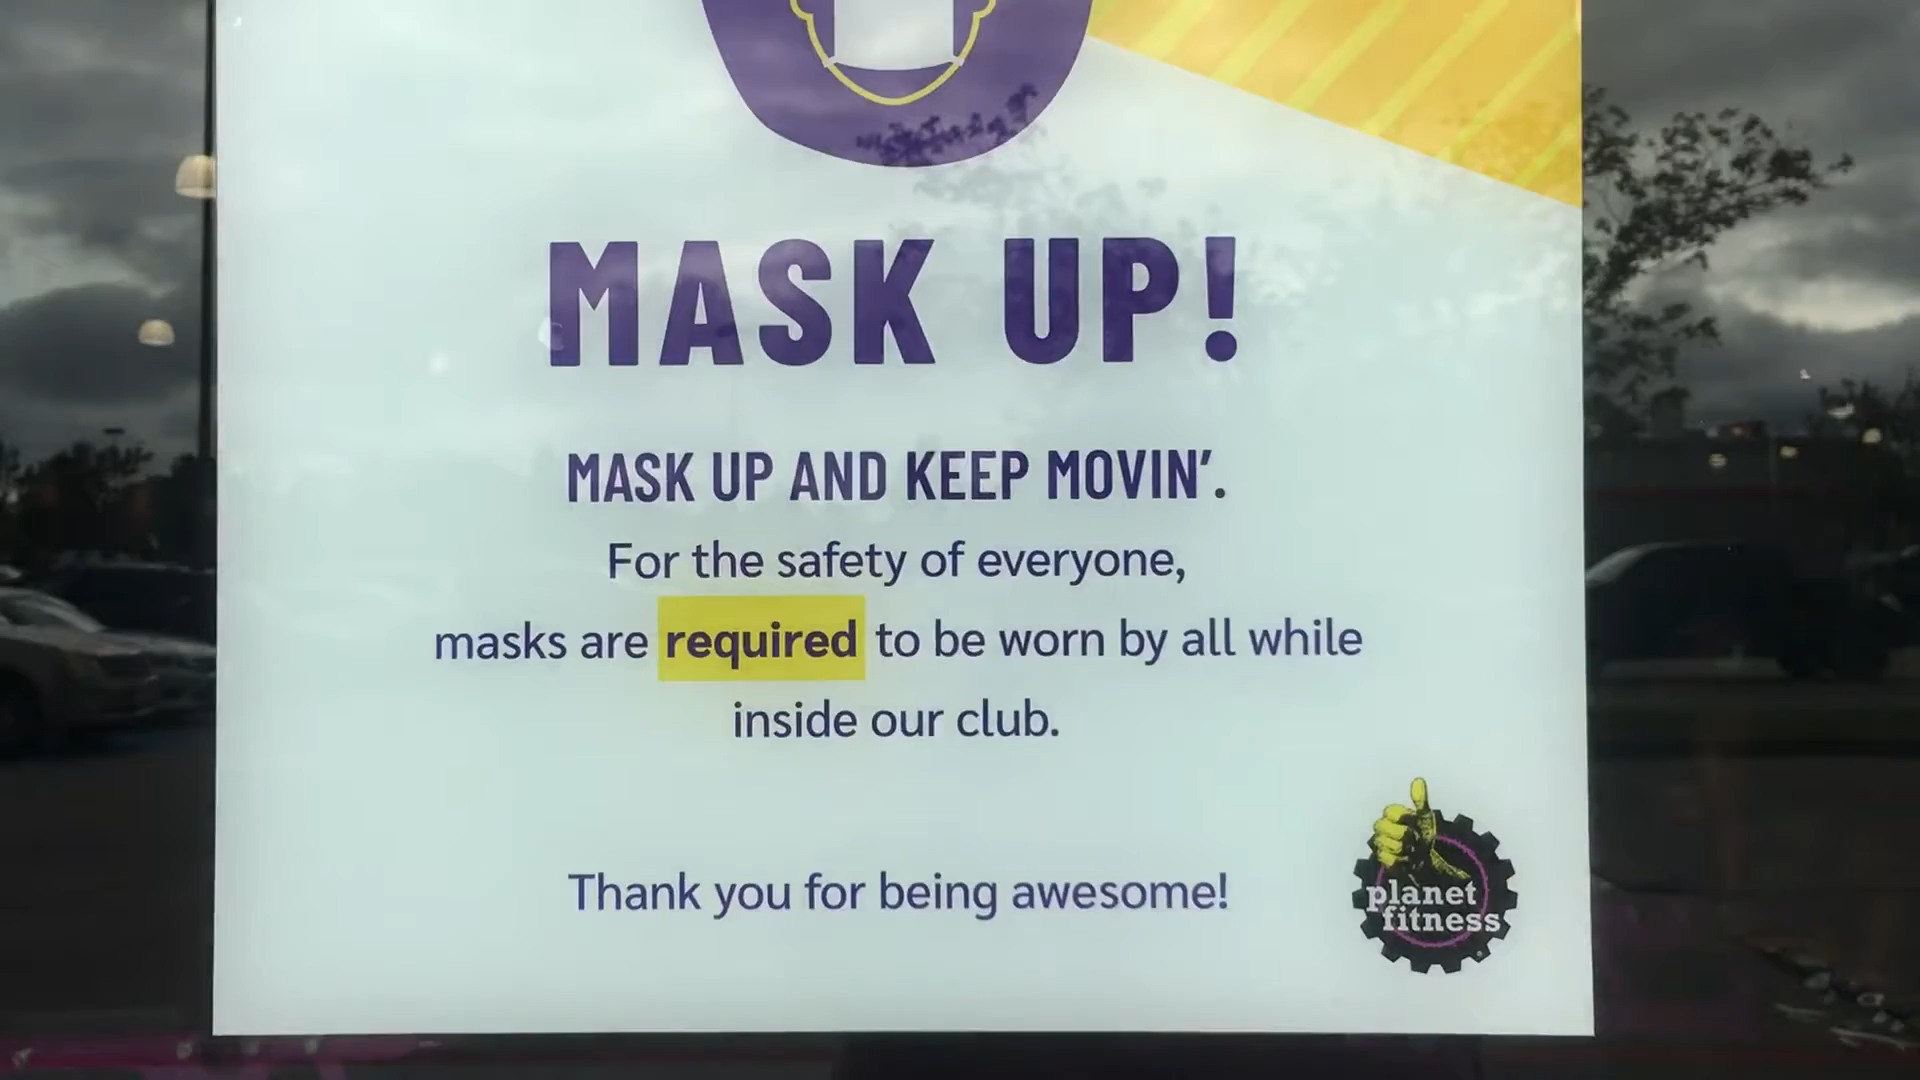 MASK UP!
MASK UP AND KEEP MOVIN'.
For the safety of everyone,
masks are required to be worn by all while
inside our club.
Thank you for being awesome!
planet
fitness